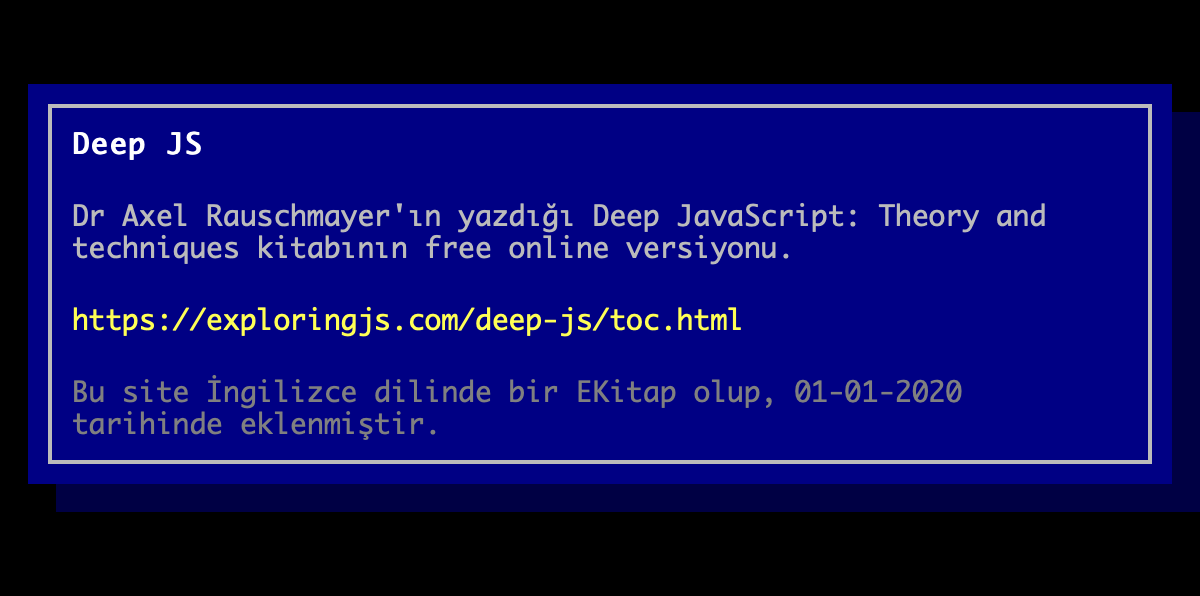 Deep JS
Dr Axel Rauschmayer'ın yazdığı Deep JavaScript: Theory and
techniques kitabının free online versiyonu.
https://exploringjs.com/deep-js/toc.html
Bu site İngilizce dilinde bir EKitap olup, 01-01-2020
tarihinde eklenmiştir.